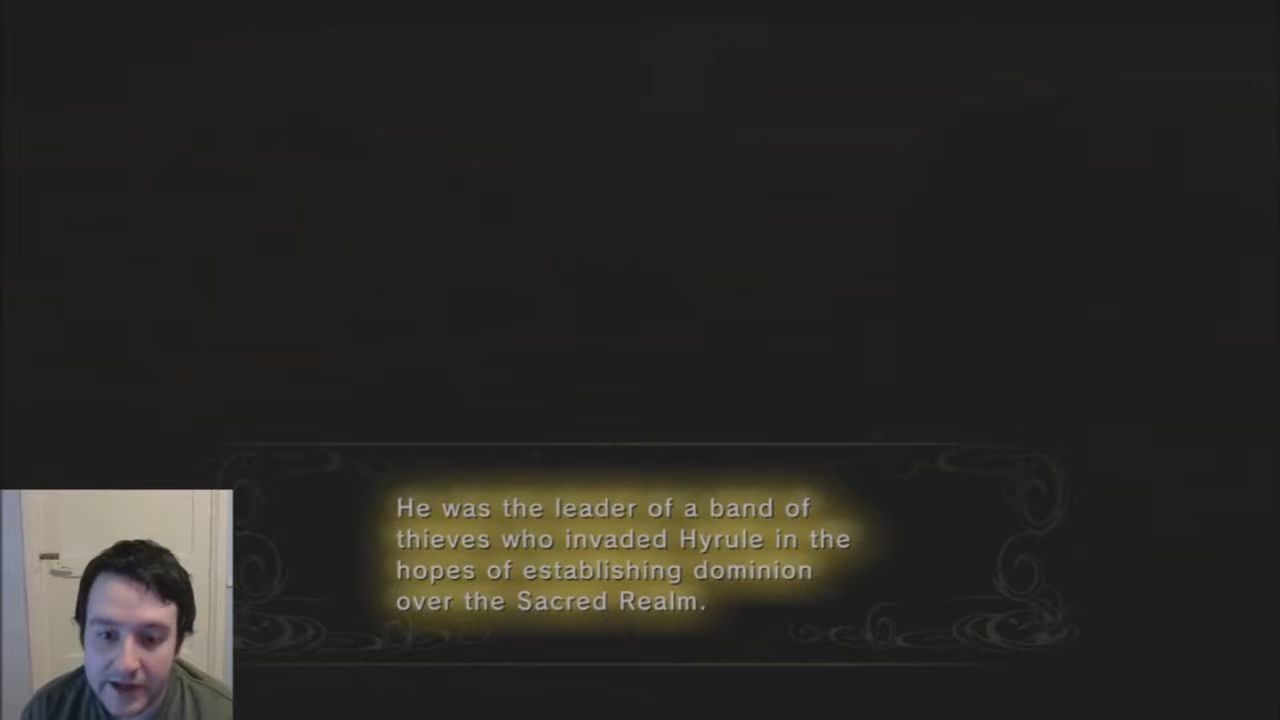 He was the leader of a band of
thieves who invaded Hyrule in the
hopes of establishing dominion
over the Sacred Realm.